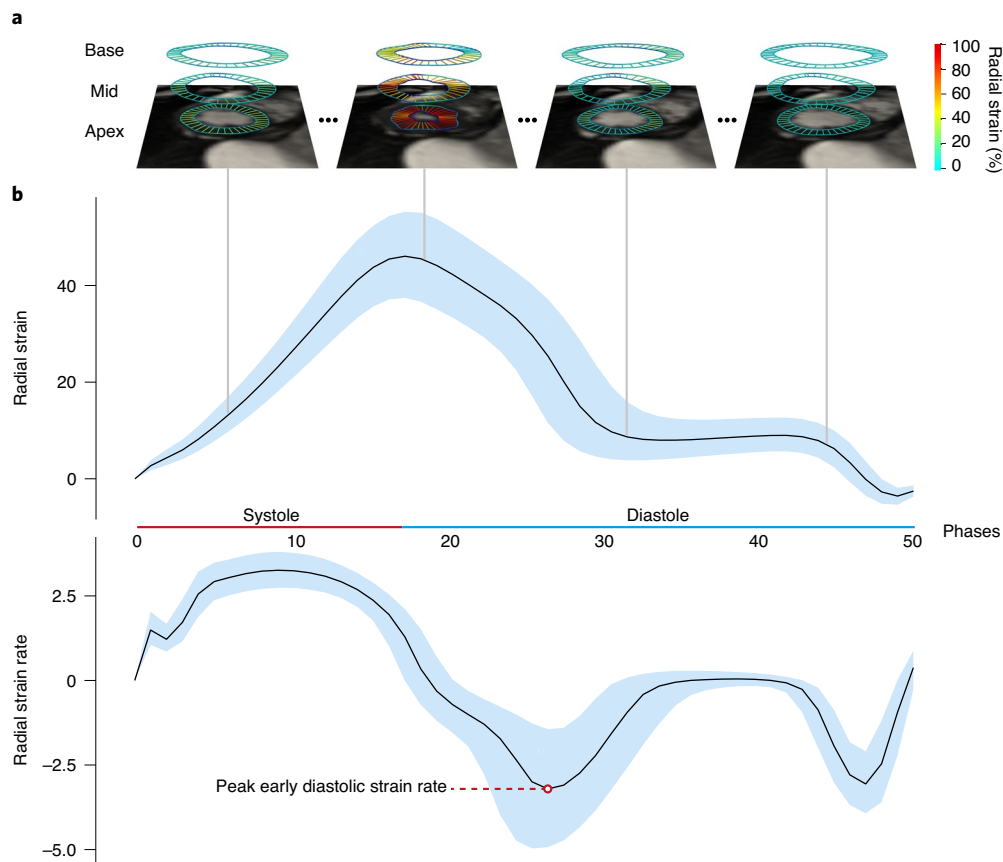 a
Base
Mid
Apex
...
...
...
100
80
60
40
20
0
Radial strain (%)
b
40
20
0
Radial strain
Systole
Diastole
0
10
20
30
40
50
Phases
2.5
0
–2.5
–5.0
Radial strain rate
Peak early diastolic strain rate